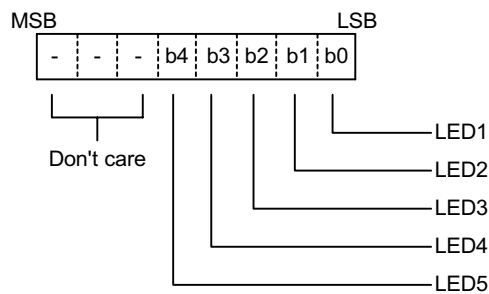 MSB LSB
- - - b4 b3 b2 b1 b0
Don't care
LED1
LED2
LED3
LED4
LED5